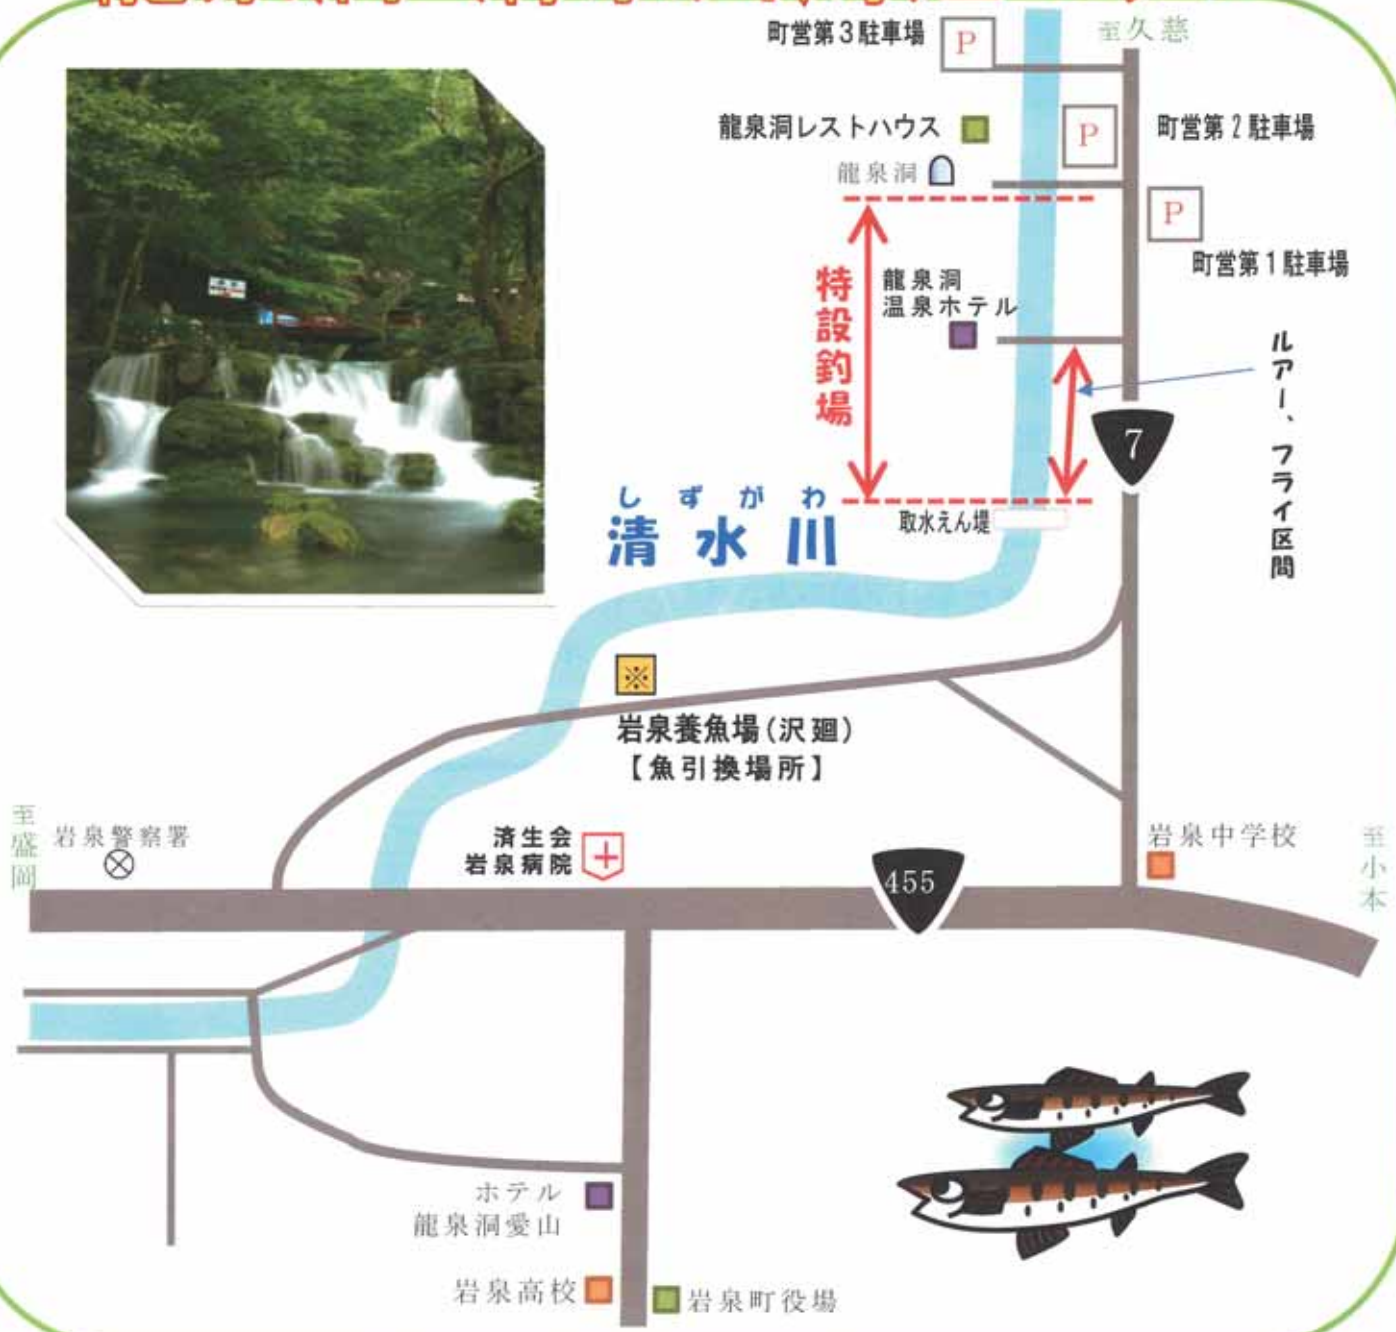 町営第3駐車場
P
至久慈
龍泉洞レストハウス
P
町営第2駐車場
龍泉洞
P
町営第1駐車場
特設釣場
龍泉洞
温泉ホテル
ルアー、フライ区間
7
しずがわ
清水川
取水えん堤
※
岩泉養魚場(沢廻)
【魚引換場所】
至盛岡
岩泉警察署
済生会
岩泉病院
455
岩泉中学校
至小本
ホテル
龍泉洞愛山
岩泉高校
岩泉町役場